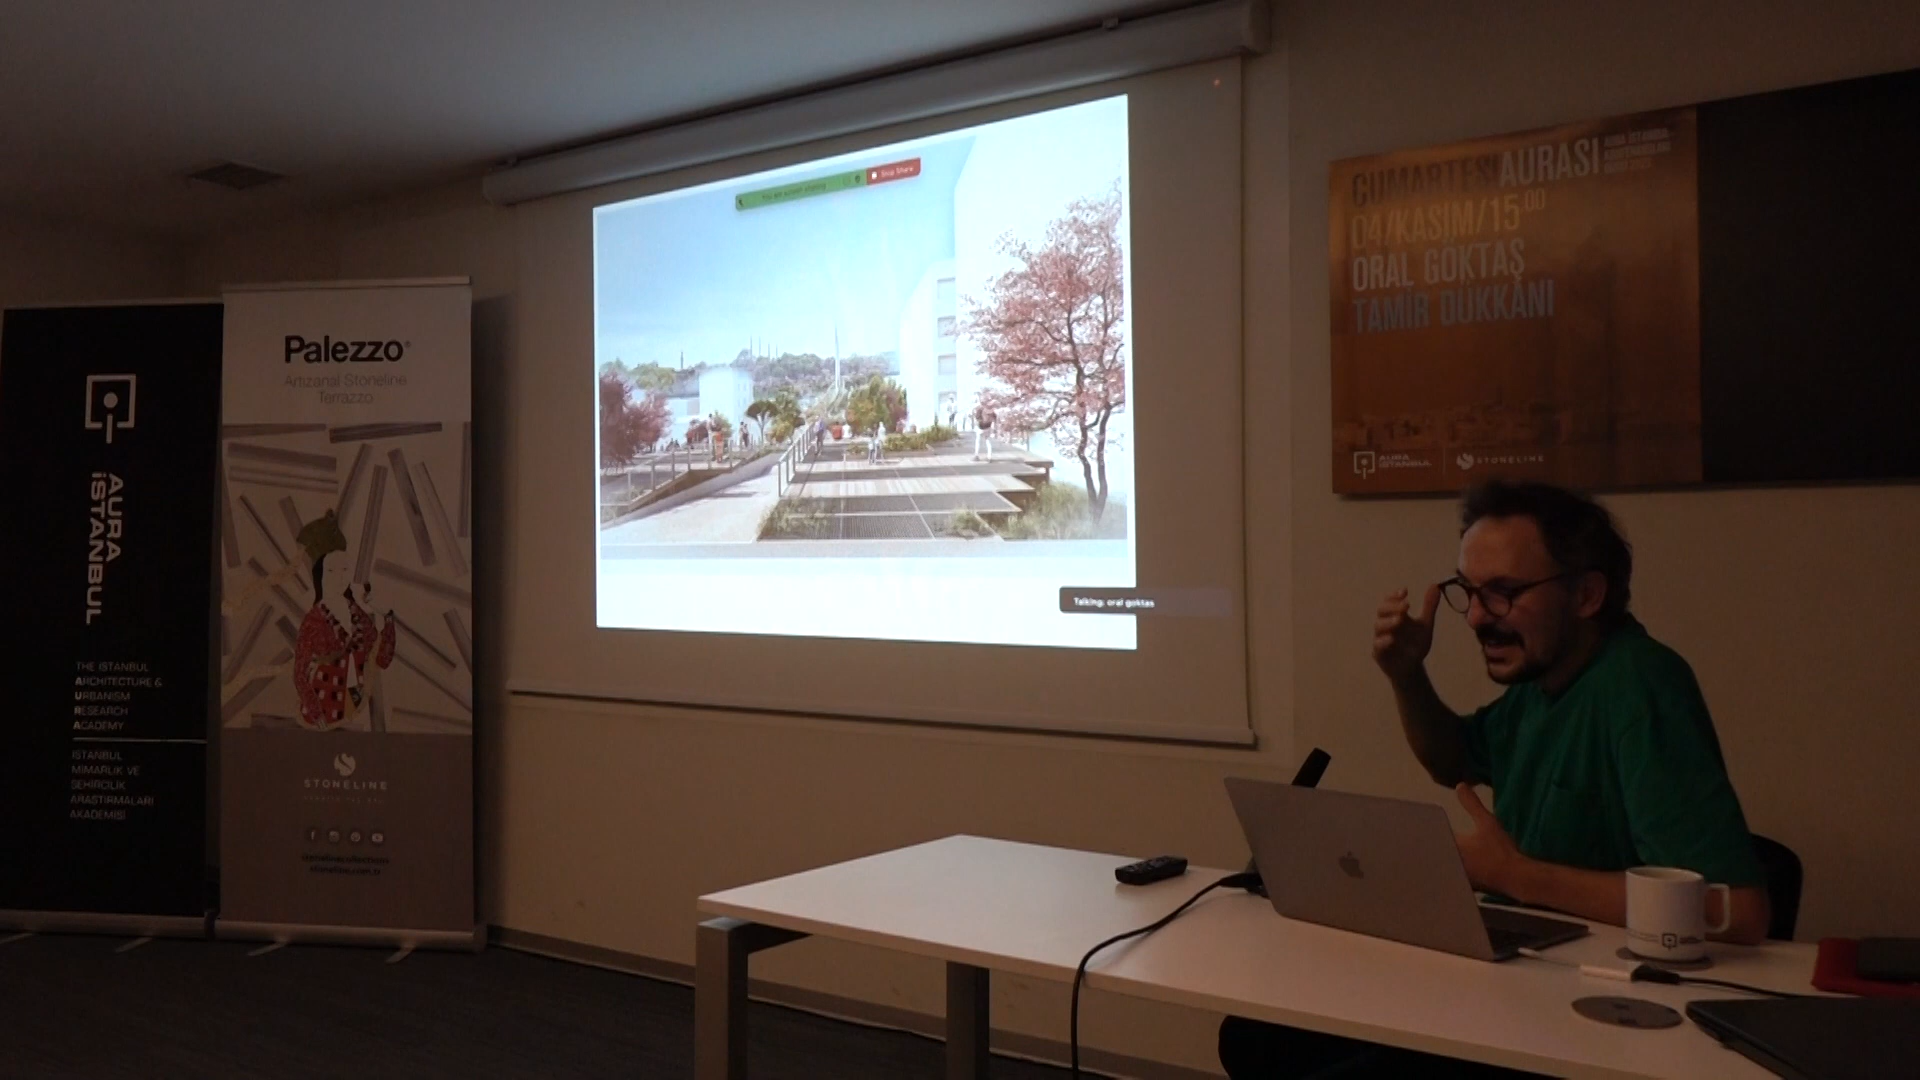 AURA
İSTANBUL
THE ISTANBUL
ARCHITECTURE &
URBANISM
RESEARCH
ACADEMY
İSTANBUL
MİMARLIK VE
ŞEHİRCİLİK
ARAŞTIRMALARI
AKADEMİSİ
Palezzo
Artizanal Stoneline
Terrazzo
STONELINE
Stop Share
Talking: oral goktas
CUMARTESİ AURASI
04/KASIM/15 00
ORAL GÖKTAŞ
TAMİR DÜKKANI
AURA
İSTANBUL
STONELINE